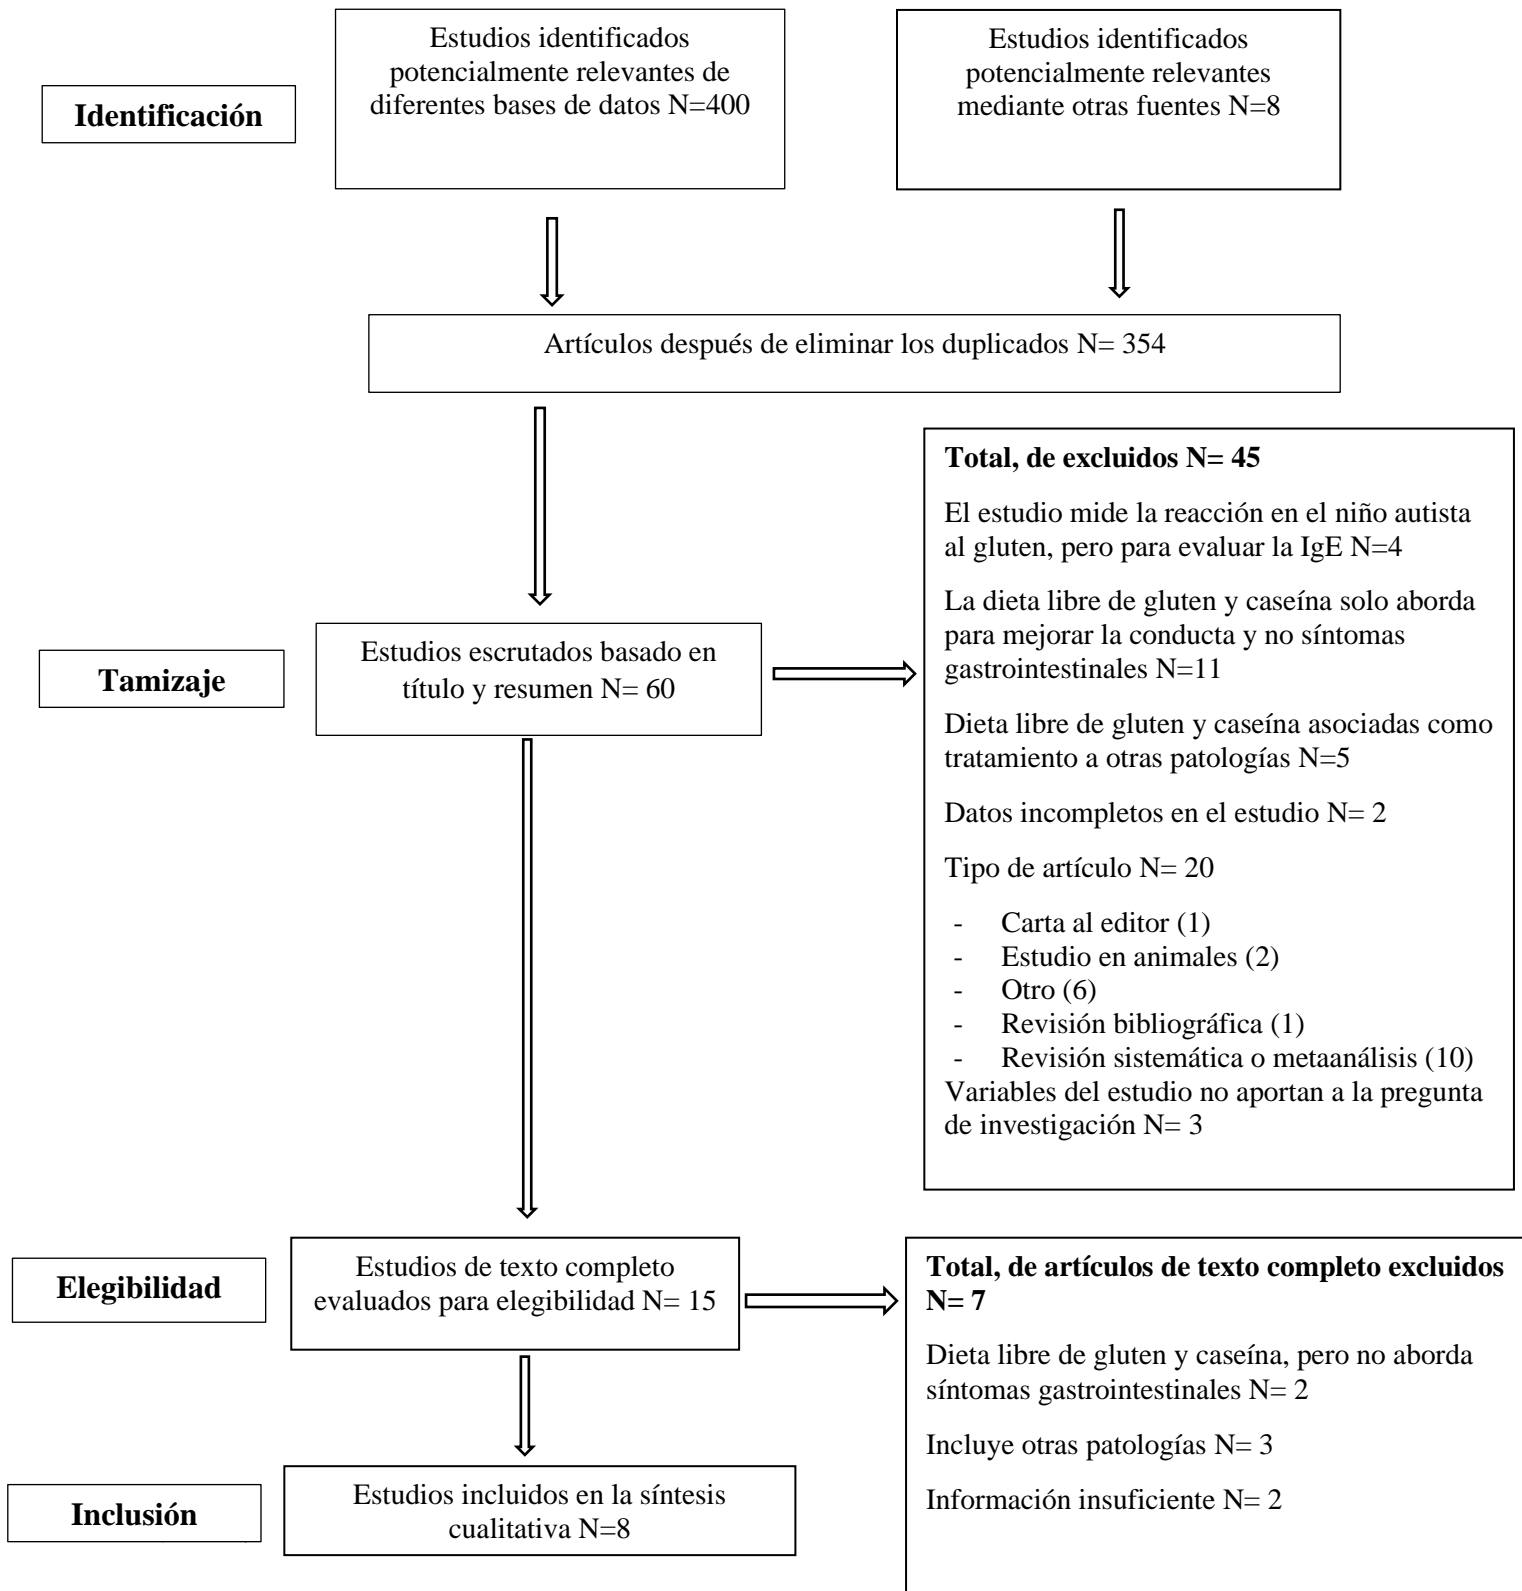 Identificación
Estudios identificados
potencialmente relevantes de
diferentes bases de datos N=400
Estudios identificados
potencialmente relevantes
mediante otras fuentes N=8
Artículos después de eliminar los duplicados N= 354
Tamizaje
Estudios escrutados basado en
título y resumen N= 60
Total, de excluidos N= 45
El estudio mide la reacción en el niño autista
al gluten, pero para evaluar la IgE N=4
La dieta libre de gluten y caseína solo aborda
para mejorar la conducta y no síntomas
gastrointestinales N=11
Dieta libre de gluten y caseína asociadas como
tratamiento a otras patologías N=5
Datos incompletos en el estudio N= 2
Tipo de artículo N= 20
- Carta al editor (1)
- Estudio en animales (2)
- Otro (6)
- Revisión bibliográfica (1)
- Revisión sistemática o metaanálisis (10)
Variables del estudio no aportan a la pregunta
de investigación N= 3
Elegibilidad
Estudios de texto completo
evaluados para elegibilidad N= 15
Total, de artículos de texto completo excluidos
N= 7
Dieta libre de gluten y caseína, pero no aborda
síntomas gastrointestinales N= 2
Incluye otras patologías N= 3
Información insuficiente N= 2
Inclusión
Estudios incluidos en la síntesis
cualitativa N=8